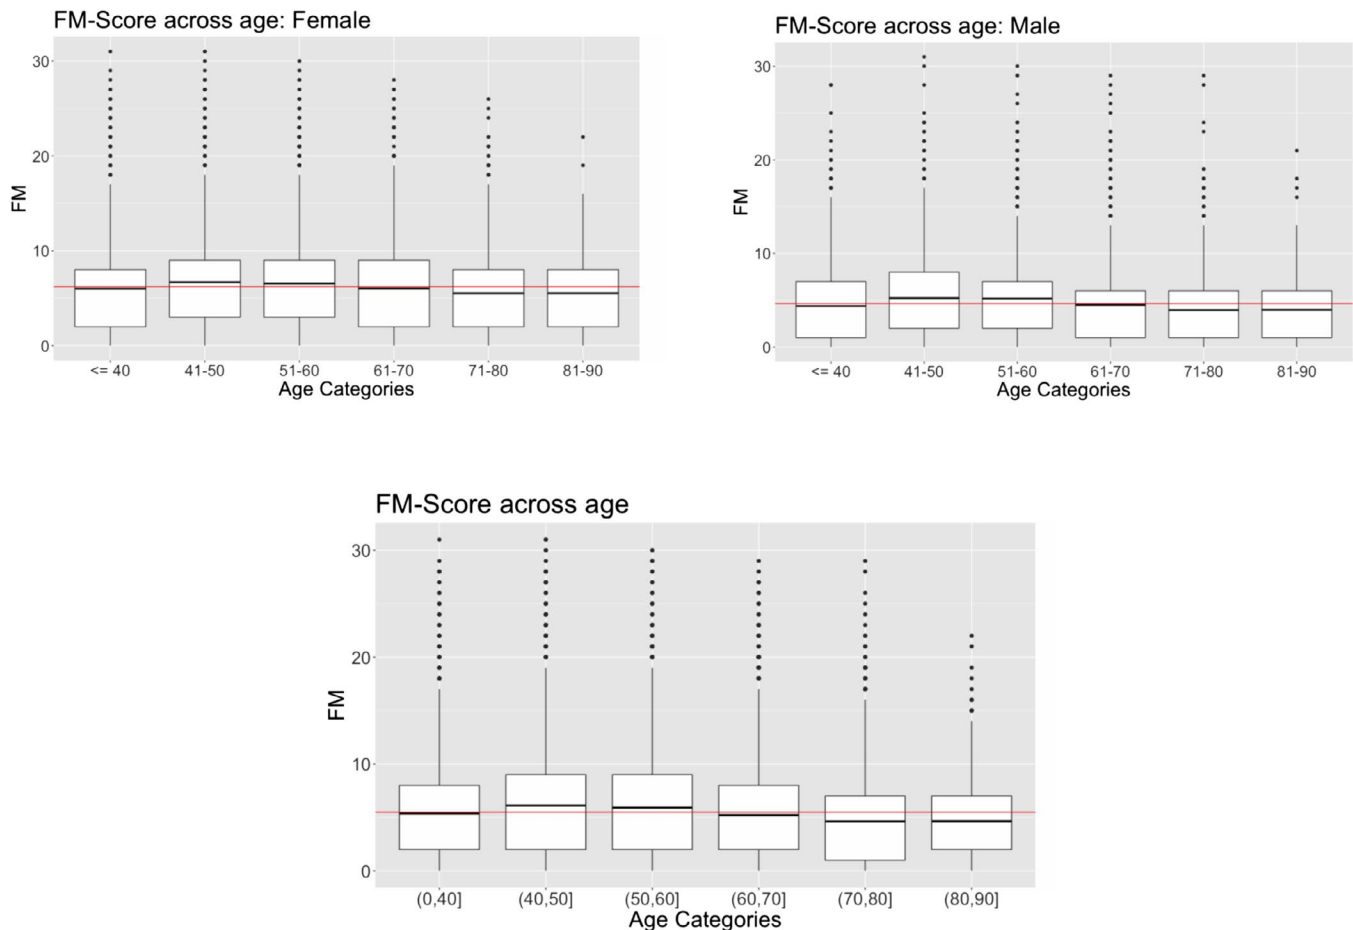 FM-Score across age: Female
30
20
10
0
FM
<= 40 41-50 51-60 61-70 71-80 81-90
Age Categories
FM-Score across age: Male
30
20
10
0
FM
<= 40 41-50 51-60 61-70 71-80 81-90
Age Categories
FM-Score across age
30
20
10
0
FM
(0,40] (40,50] (50,60] (60,70] (70,80] (80,90]
Age Categories